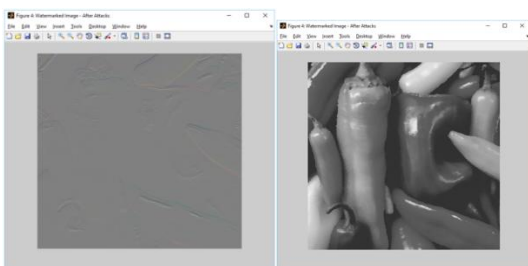 Figure 4: Watermarked Image - After Attacks
File Edit View Insert Tools Desktop Window Help
Figure 4: Watermarked Image - After Attacks
File Edit View Insert Tools Desktop Window Help